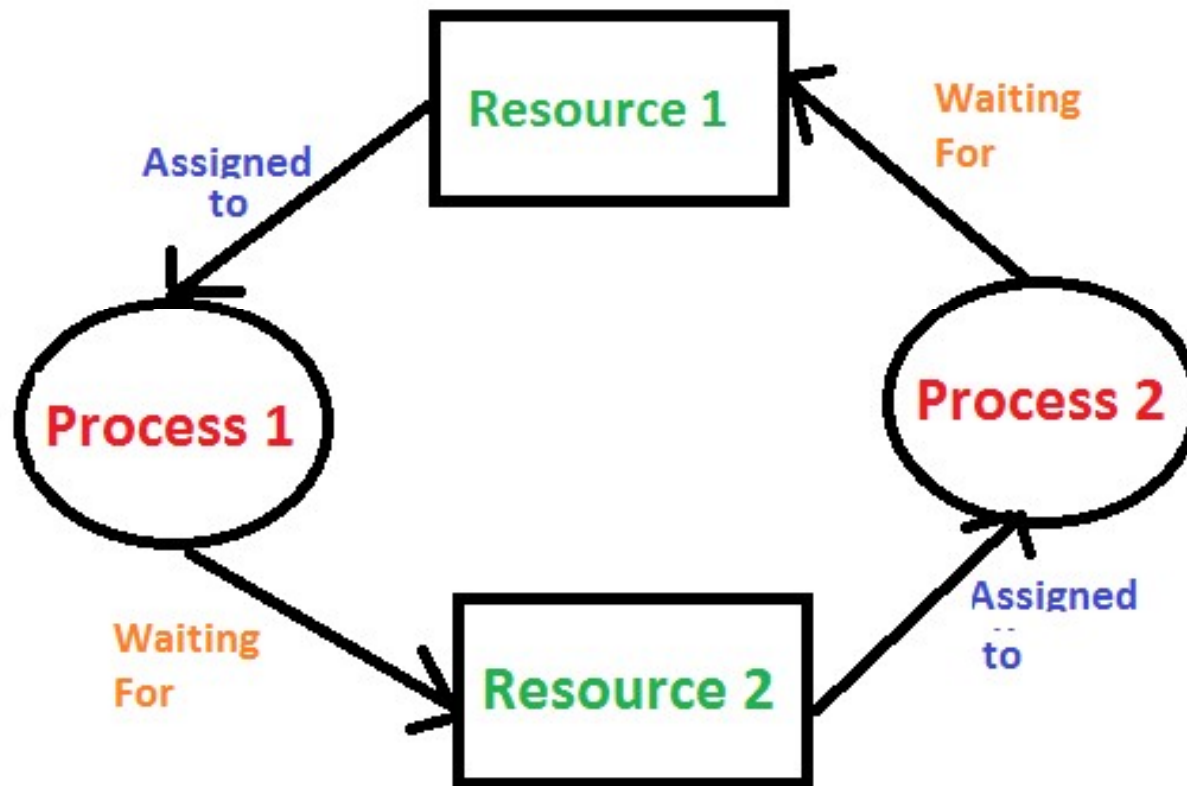 Resource 1
Waiting
For
Assigned
to
Process 1
Process 2
Waiting
For
Resource 2
Assigned
to